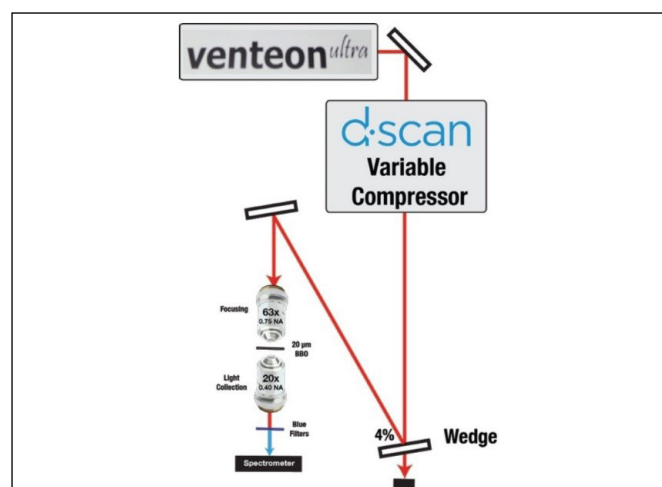 venteon ultra
d·scan
Variable
Compressor
Focusing
63x
0.75 NA
20 µm
BBO
Light
Collection
20x
0.40 NA
Blue
Filters
Spectrometer
4%
Wedge